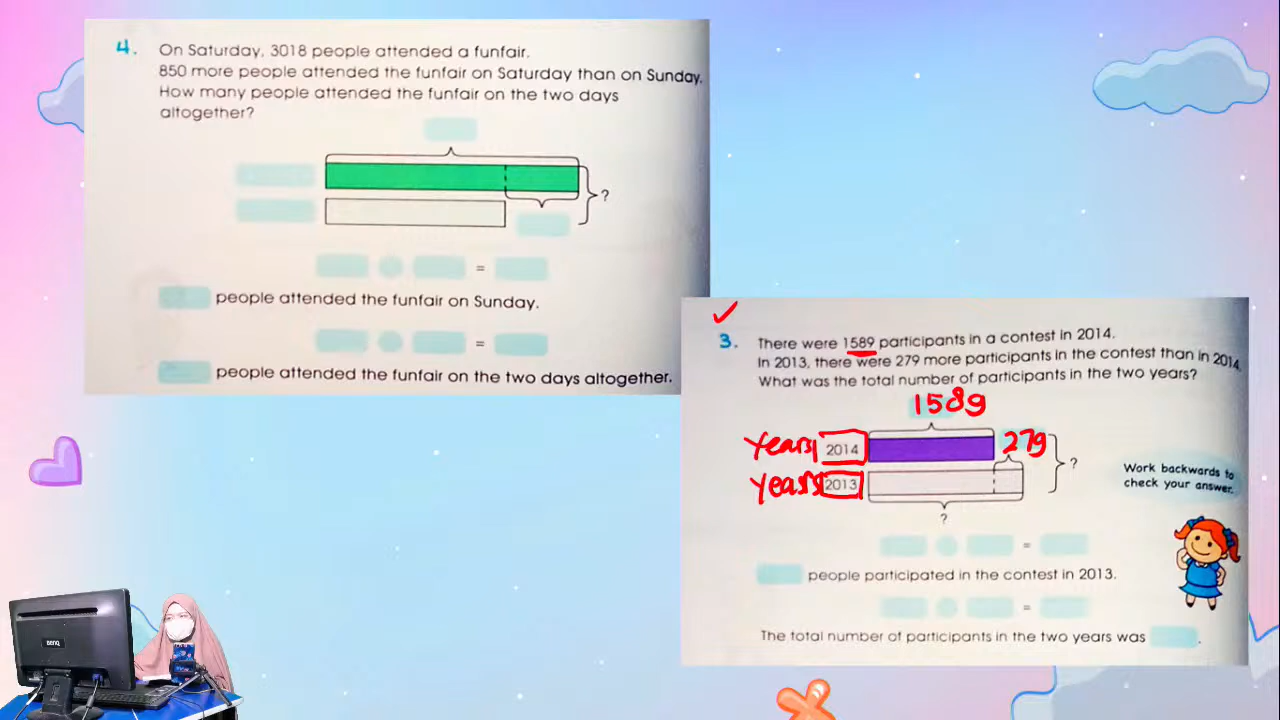 4. On Saturday, 3018 people attended a funfair.
850 more people attended the funfair on Saturday than on Sunday.
How many people attended the funfair on the two days
altogether?
?
=
people attended the funfair on Sunday.
=
people attended the funfair on the two days altogether.
✓
3. There were 1589 participants in a contest in 2014.
In 2013, there were 279 more participants in the contest than in 2014.
What was the total number of participants in the two years?
1589
Years 2014
279
?
Years 2013
?
Work backwards to
check your answer.
=
people participated in the contest in 2013.
=
The total number of participants in the two years was .
BenQ